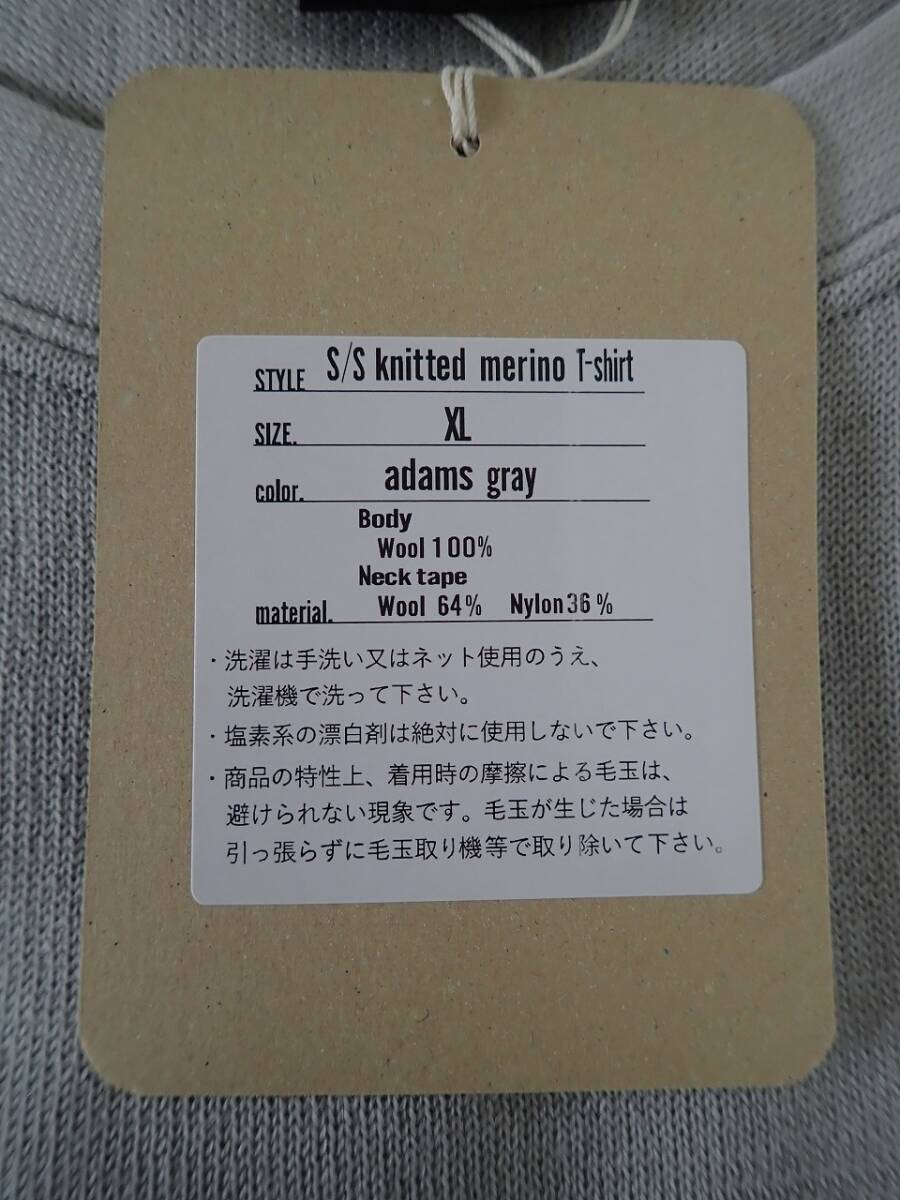 STYLE S/S knitted merino T-shirt
SIZE. XL
color. adams gray
Body
Wool 100%
Neck tape
material. Wool 64% Nylon 36%
・洗濯は手洗い又はネット使用のうえ、
洗濯機で洗って下さい。
・塩素系の漂白剤は絶対に使用しないで下さい。
・商品の特性上、着用時の摩擦による毛玉は、
避けられない現象です。毛玉が生じた場合は
引っ張らずに毛玉取り機等で取り除いて下さい。